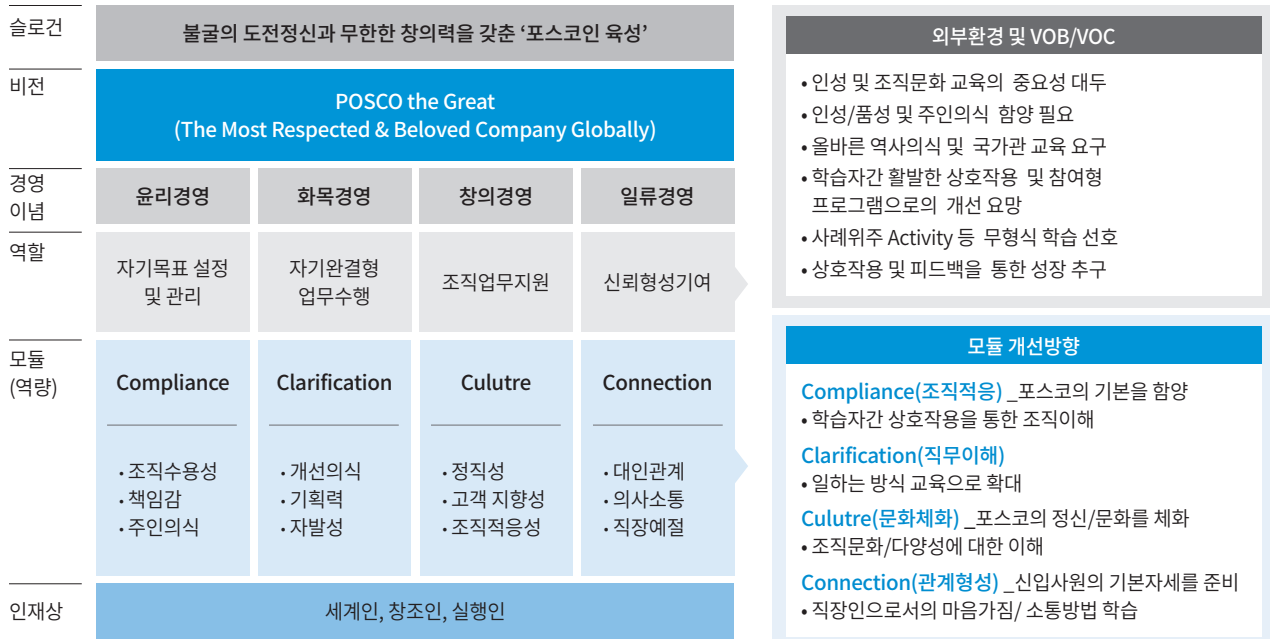 슬로건
불굴의 도전정신과 무한한 창의력을 갖춘 ‘포스코인 육성’
비전
POSCO the Great
(The Most Respected & Beloved Company Globally)
경영
이념
윤리경영
화목경영
창의경영
일류경영
역할
자기목표 설정
및 관리
자기완결형
업무수행
조직업무지원
신뢰형성기여
모듈
(역량)
Compliance
Clarification
Culutre
Connection
· 조직수용성
· 책임감
· 주인의식
· 개선의식
· 기획력
· 자발성
· 정직성
· 고객 지향성
· 조직적응성
· 대인관계
· 의사소통
· 직장예절
인재상
세계인, 창조인, 실행인
외부환경 및 VOB/VOC
• 인성 및 조직문화 교육의 중요성 대두
• 인성/품성 및 주인의식 함양 필요
• 올바른 역사의식 및 국가관 교육 요구
• 학습자간 활발한 상호작용 및 참여형
프로그램으로의 개선 요망
• 사례위주 Activity 등 무형식 학습 선호
• 상호작용 및 피드백을 통한 성장 추구
모듈 개선방향
Compliance(조직적응) _포스코의 기본을 함양
• 학습자간 상호작용을 통한 조직이해
Clarification(직무이해)
• 일하는 방식 교육으로 확대
Culutre(문화체화) _포스코의 정신/문화를 체화
• 조직문화/다양성에 대한 이해
Connection(관계형성) _신입사원의 기본자세를 준비
• 직장인으로서의 마음가짐/ 소통방법 학습